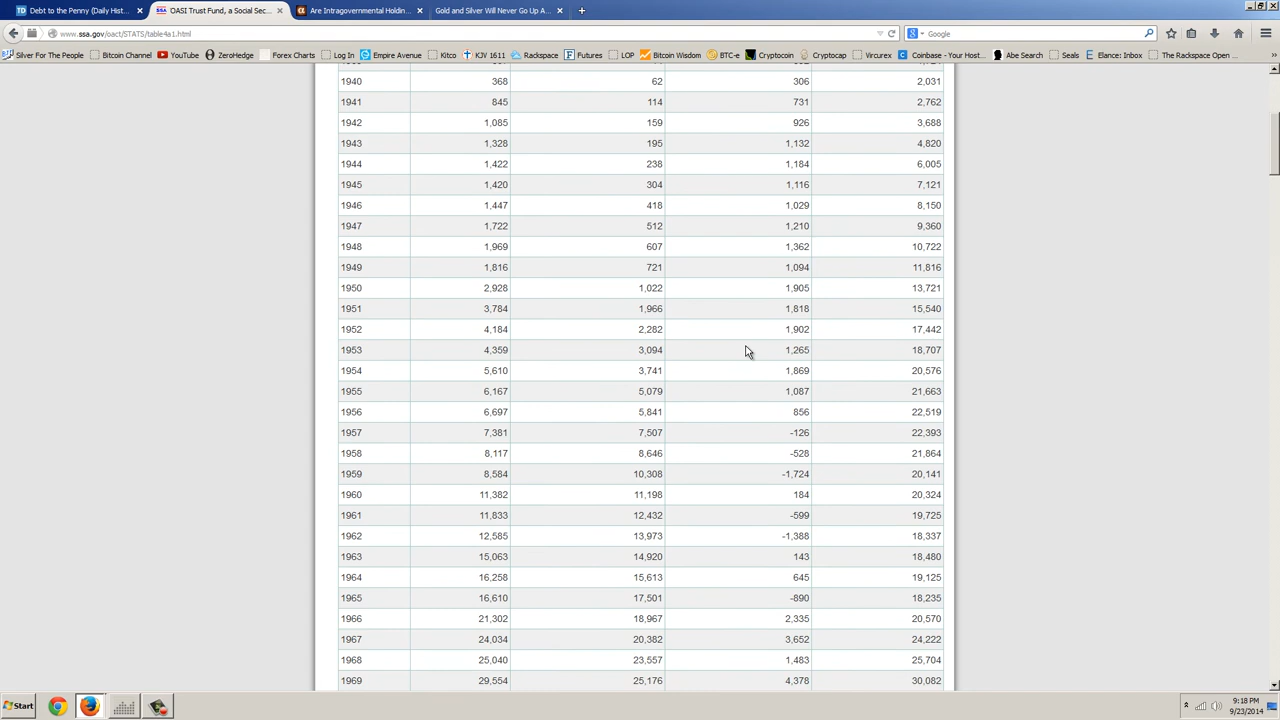 Debt to the Penny (Daily Hist...
OASI Trust Fund, a Social Sec...
Are Intragovernmental Holdin...
Gold and Silver Will Never Go Up A...
www.ssa.gov/oact/STATS/table4a1.html
Google
Silver For The People Bitcoin Channel YouTube ZeroHedge Forex Charts Log In Empire Avenue Kitco KJV 1611 Rackspace Futures LOP Bitcoin Wisdom BTC-e Cryptocoin Cryptocap Coinbase - Your Host... Wrcurex Abe Search Seals Elance: Inbox The Rackspace Open ...
1940 368 62 306 2,031
1941 845 114 731 2,762
1942 1,085 159 926 3,688
1943 1,328 195 1,132 4,820
1944 1,422 238 1,184 6,005
1945 1,420 304 1,116 7,121
1946 1,447 418 1,029 8,150
1947 1,722 512 1,210 9,360
1948 1,969 607 1,362 10,722
1949 1,816 721 1,094 11,816
1950 2,928 1,022 1,905 13,721
1951 3,784 1,966 1,818 15,540
1952 4,184 2,282 1,902 17,442
1953 4,359 3,094 1,265 18,707
1954 5,610 3,741 1,869 20,576
1955 6,167 5,079 1,087 21,663
1956 6,697 5,841 856 22,519
1957 7,381 7,507 -126 22,393
1958 8,117 8,646 -528 21,864
1959 8,584 10,308 -1,724 20,141
1960 11,382 11,198 184 20,324
1961 11,833 12,432 -599 19,725
1962 12,585 13,973 -1,388 18,337
1963 15,063 14,920 143 18,480
1964 16,258 15,613 645 19,125
1965 16,610 17,501 -890 18,235
1966 21,302 18,967 2,335 20,570
1967 24,034 20,382 3,652 24,222
1968 25,040 23,557 1,483 25,704
1969 29,554 25,176 4,378 30,082
Start
9:18 PM
9/23/2014